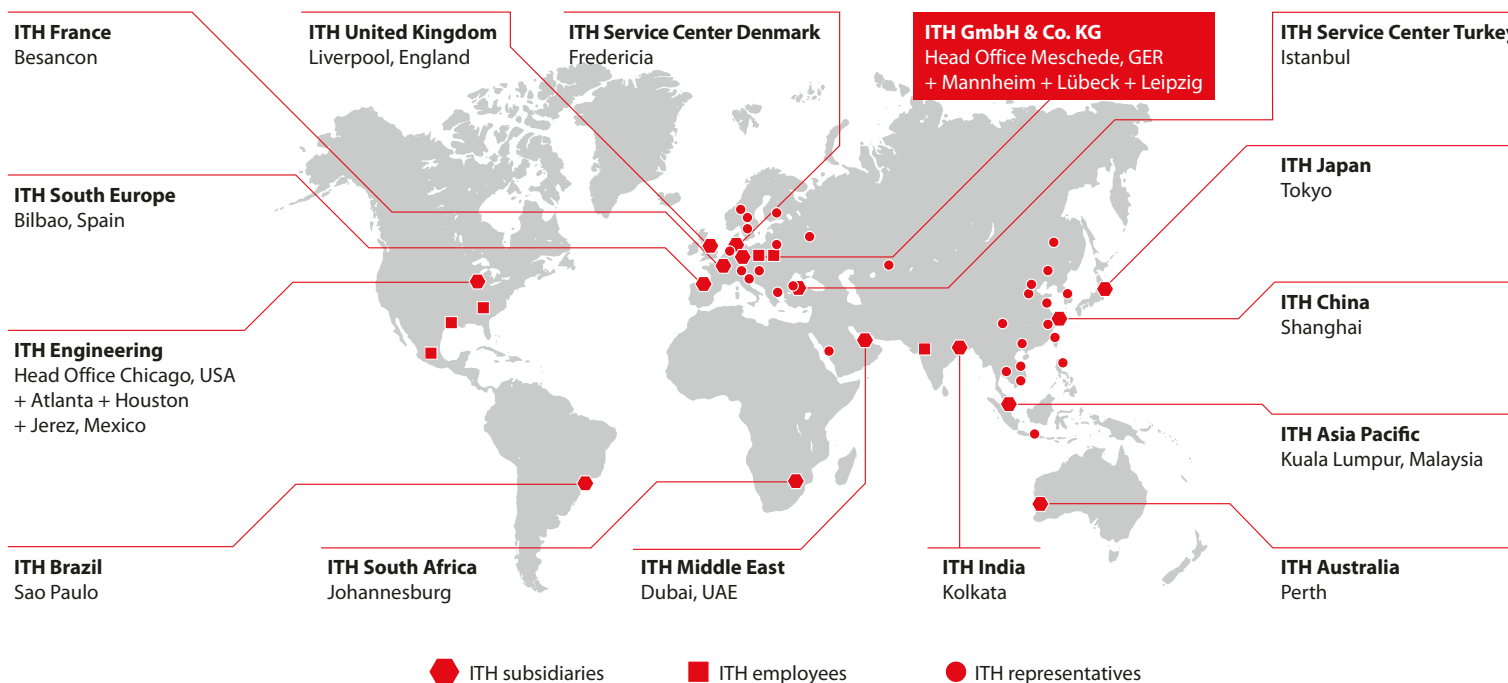 ITH France
Besancon
ITH United Kingdom
Liverpool, England
ITH Service Center Denmark
Fredericia
ITH GmbH & Co. KG
Head Office Meschede, GER
+ Mannheim + Lübeck + Leipzig
ITH Service Center Turkey
Istanbul
ITH South Europe
Bilbao, Spain
ITH Japan
Tokyo
ITH Engineering
Head Office Chicago, USA
+ Atlanta + Houston
+ Jerez, Mexico
ITH China
Shanghai
ITH Asia Pacific
Kuala Lumpur, Malaysia
ITH Brazil
Sao Paulo
ITH South Africa
Johannesburg
ITH Middle East
Dubai, UAE
ITH India
Kolkata
ITH Australia
Perth
ITH subsidiaries
ITH employees
ITH representatives